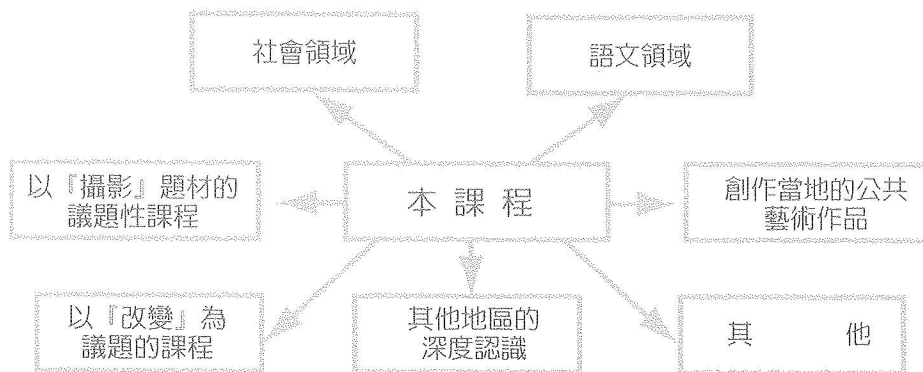 社會領域
語文領域
以『攝影』題材的
議題性課程
本 課 程
創作當地的公共
藝術作品
以『改變』為
議題的課程
其他地區的
深度認識
其 他